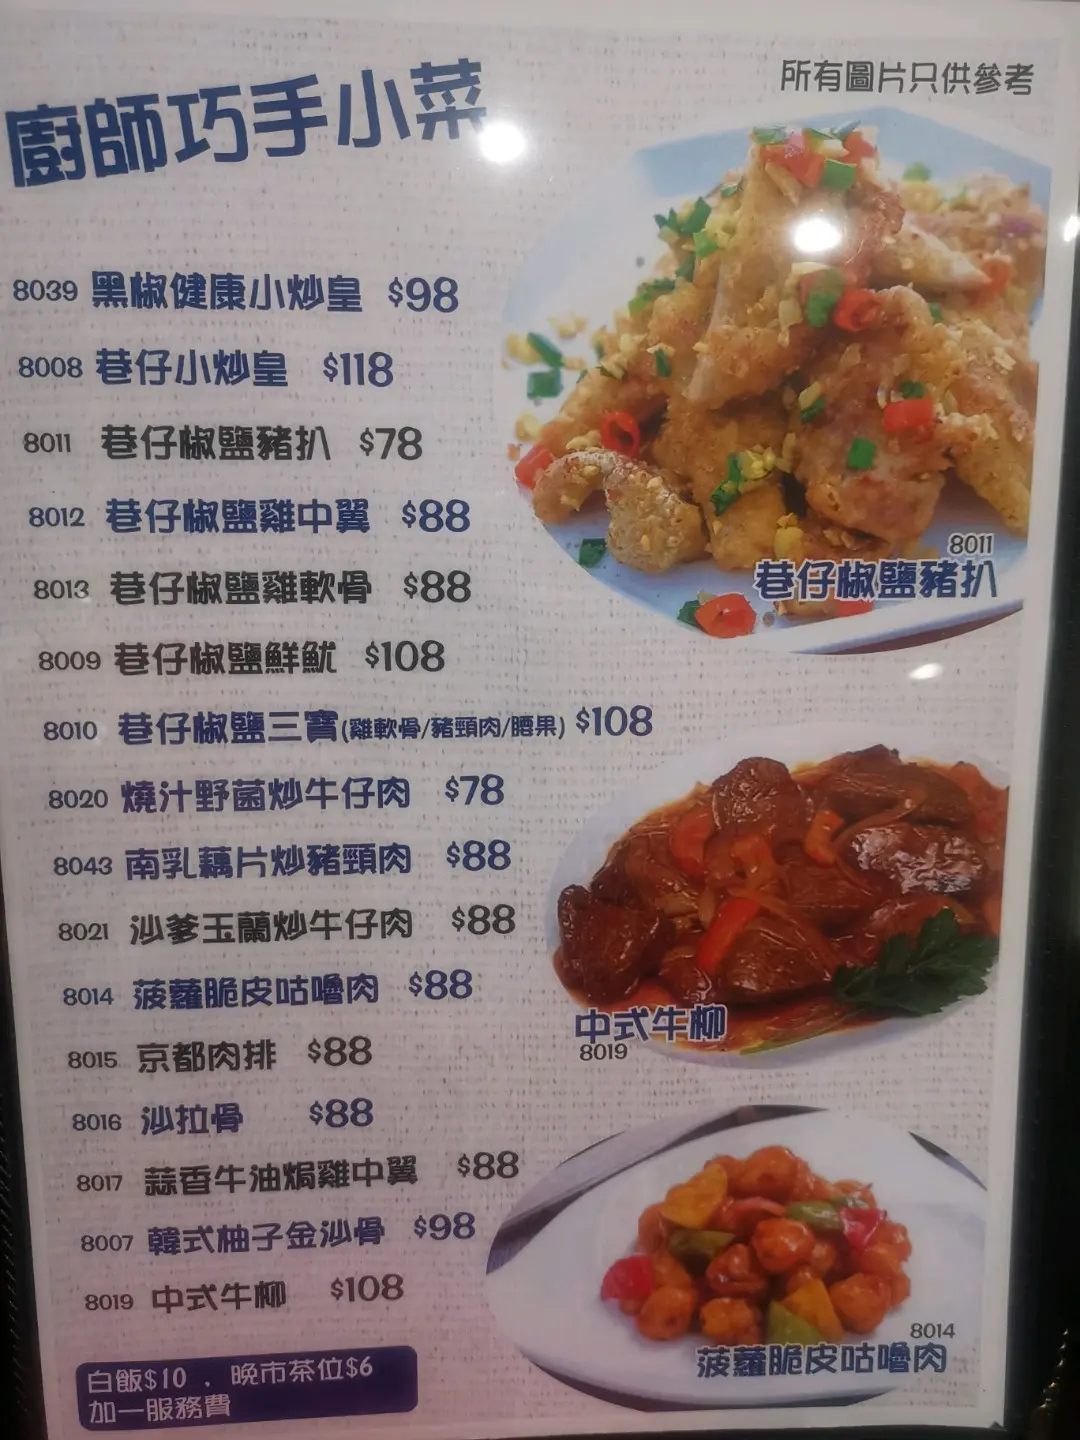 廚師巧手小菜
所有圖片只供參考
8039 黑椒健康小炒皇 $98
8008 巷仔小炒皇 $118
8011 巷仔椒鹽豬扒 $78
8012 巷仔椒鹽雞中翼 $88
8013 巷仔椒鹽雞軟骨 $88
8009 巷仔椒鹽鮮魷 $108
8010 巷仔椒鹽三寶(雞軟骨/豬頸肉/腰果) $108
8020 燒汁野菌炒牛仔肉 $78
8043 南乳藕片炒豬頸肉 $88
8021 沙爹玉蘭炒牛仔肉 $88
8014 菠蘿脆皮咕嚕肉 $88
8015 京都肉排 $88
8016 沙拉骨 $88
8017 蒜香牛油焗雞中翼 $88
8007 韓式柚子金沙骨 $98
8019 中式牛柳 $108
白飯$10 . 晚市茶位$6
加一服務費
8011
巷仔椒鹽豬扒
中式牛柳
8019
8014
菠蘿脆皮咕嚕肉